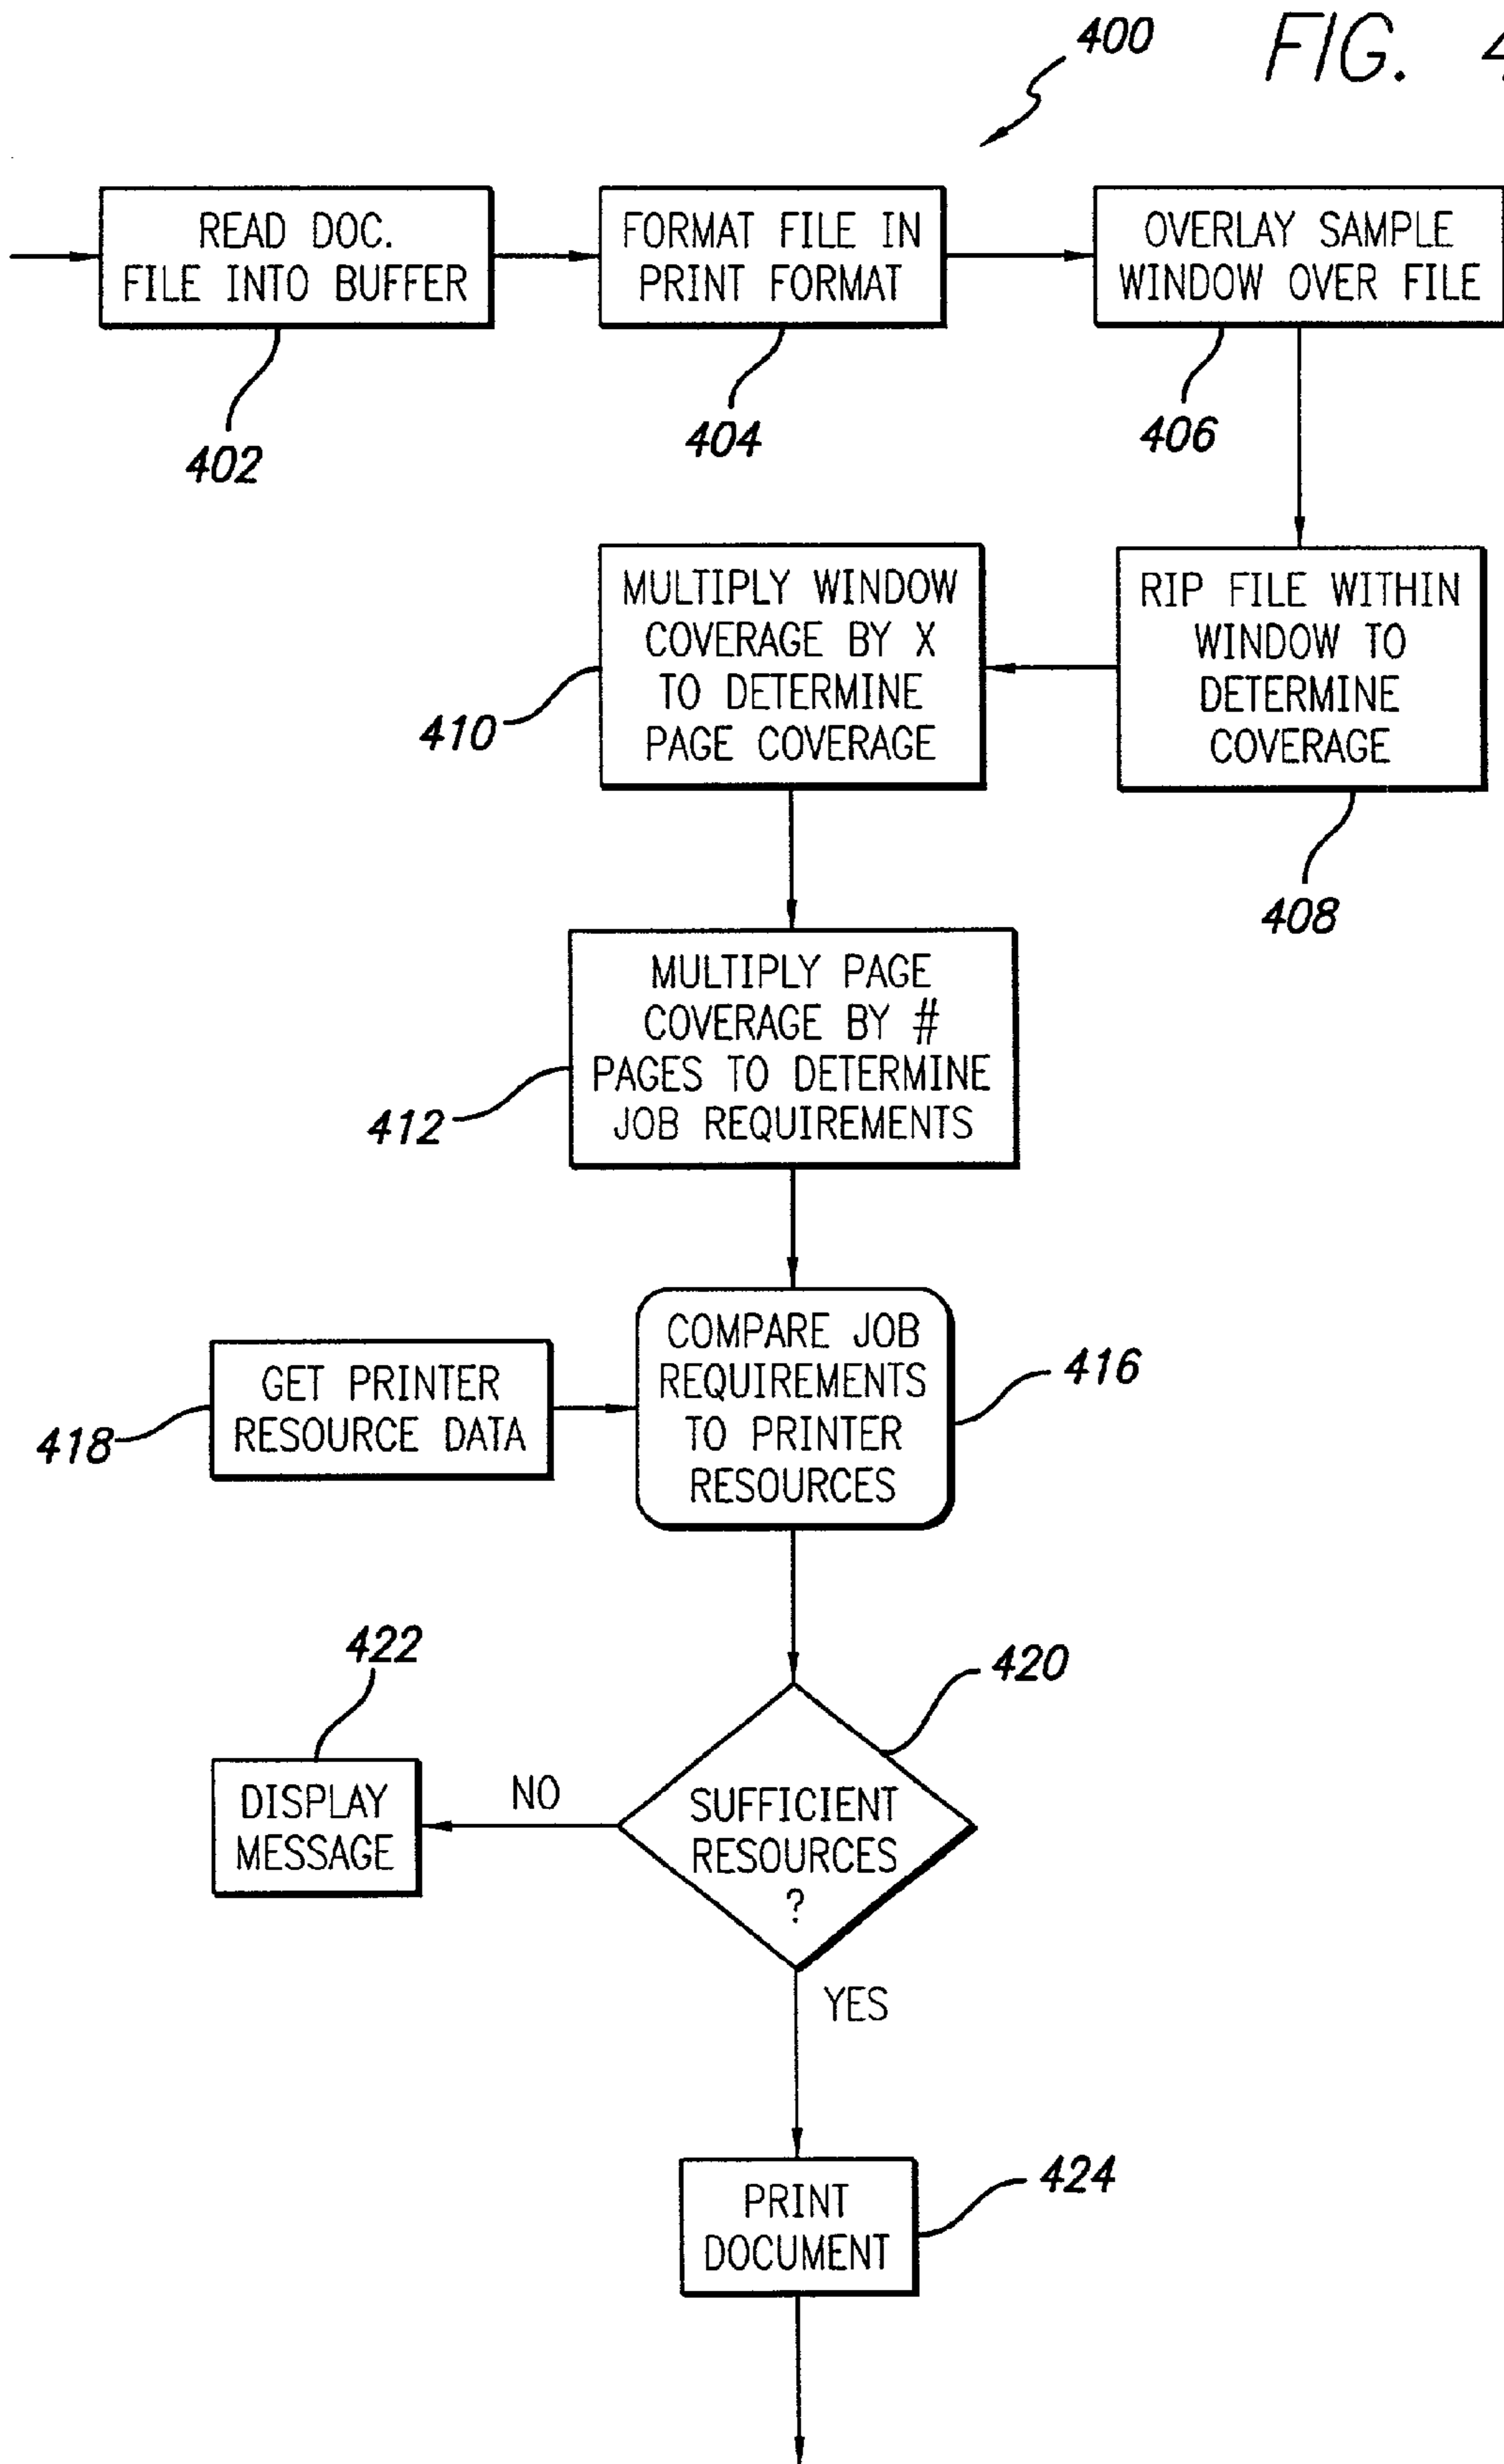 400
FIG. 4
READ DOC.
FILE INTO BUFFER
402
FORMAT FILE IN
PRINT FORMAT
404
OVERLAY SAMPLE
WINDOW OVER FILE
406
RIP FILE WITHIN
WINDOW TO
DETERMINE
COVERAGE
408
MULTIPLY WINDOW
COVERAGE BY X
TO DETERMINE
PAGE COVERAGE
410
MULTIPLY PAGE
COVERAGE BY #
PAGES TO DETERMINE
JOB REQUIREMENTS
412
COMPARE JOB
REQUIREMENTS
TO PRINTER
RESOURCES
416
GET PRINTER
RESOURCE DATA
418
SUFFICIENT
RESOURCES
?
420
NO
DISPLAY
MESSAGE
422
YES
PRINT
DOCUMENT
424